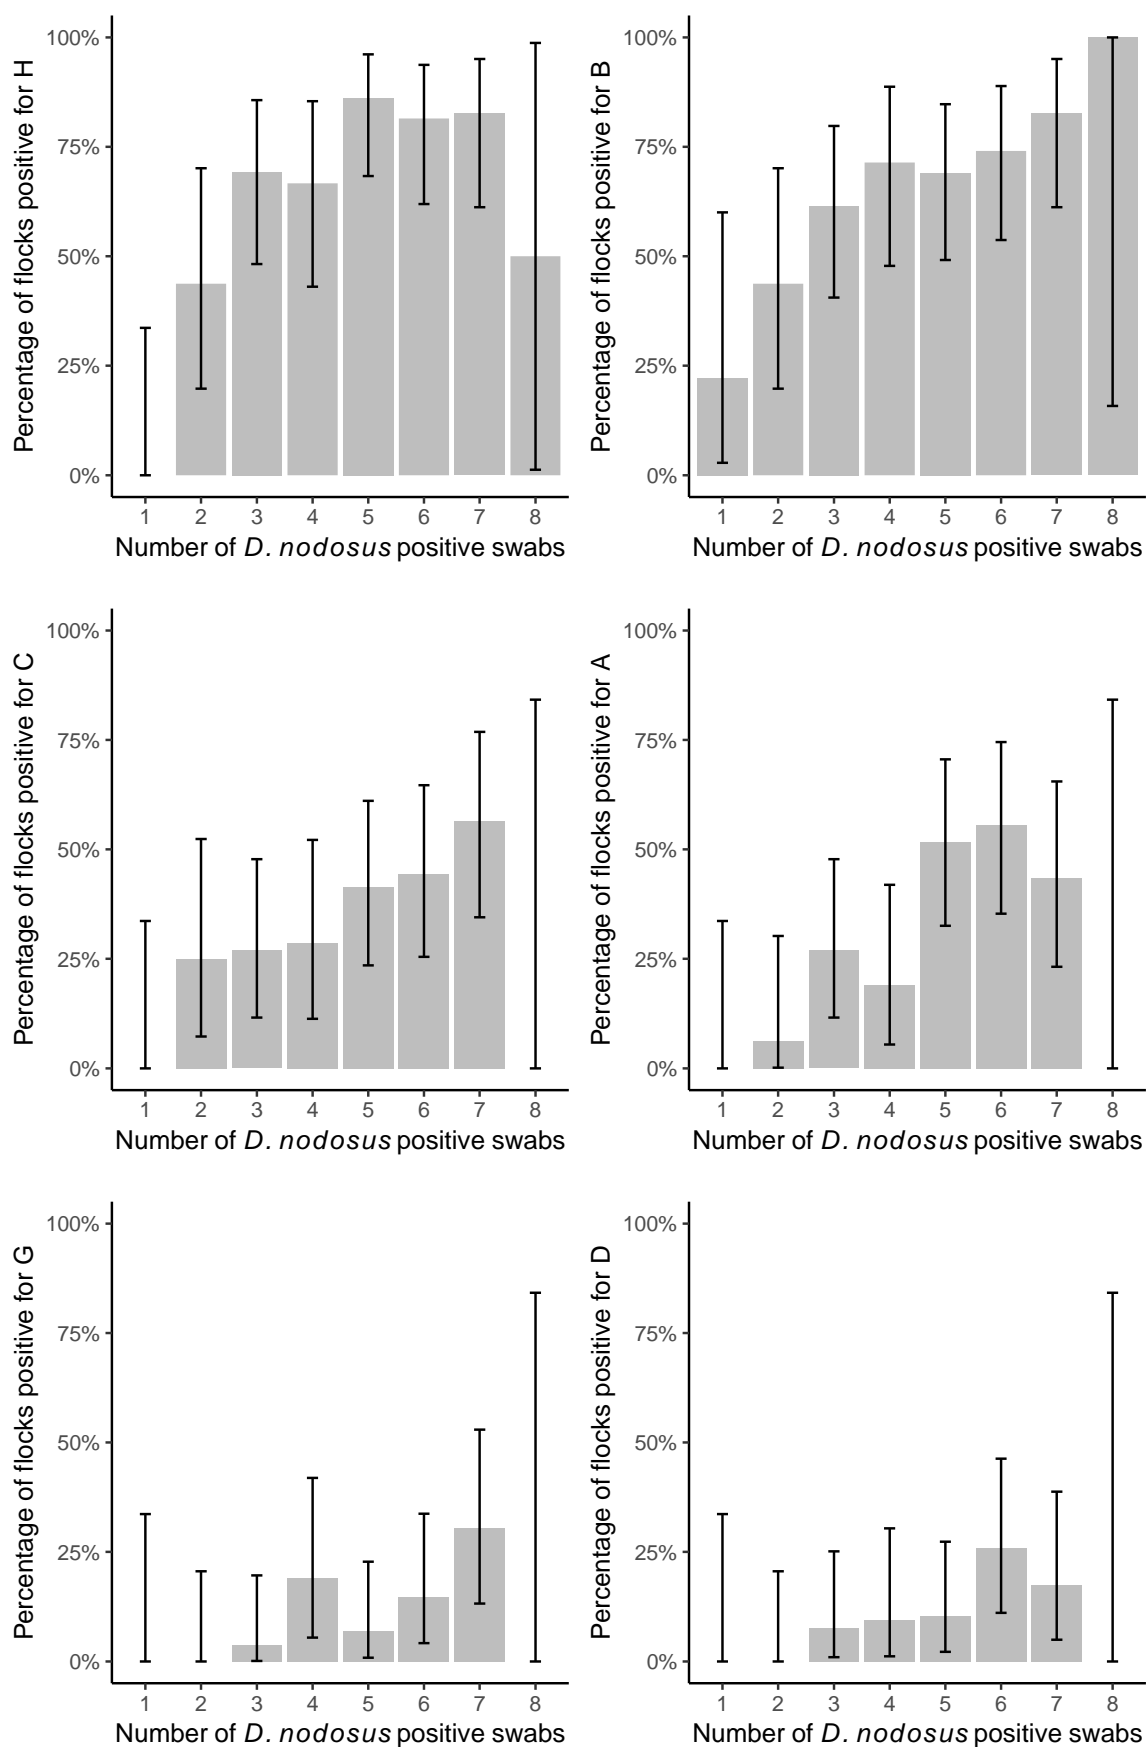 Percentage of flocks positive for H
100%
75%
50%
25%
0%
1 2 3 4 5 6 7 8
Number of D. nodosus positive swabs
Percentage of flocks positive for B
100%
75%
50%
25%
0%
1 2 3 4 5 6 7 8
Number of D. nodosus positive swabs
Percentage of flocks positive for C
100%
75%
50%
25%
0%
1 2 3 4 5 6 7 8
Number of D. nodosus positive swabs
Percentage of flocks positive for A
100%
75%
50%
25%
0%
1 2 3 4 5 6 7 8
Number of D. nodosus positive swabs
Percentage of flocks positive for G
100%
75%
50%
25%
0%
1 2 3 4 5 6 7 8
Number of D. nodosus positive swabs
Percentage of flocks positive for D
100%
75%
50%
25%
0%
1 2 3 4 5 6 7 8
Number of D. nodosus positive swabs